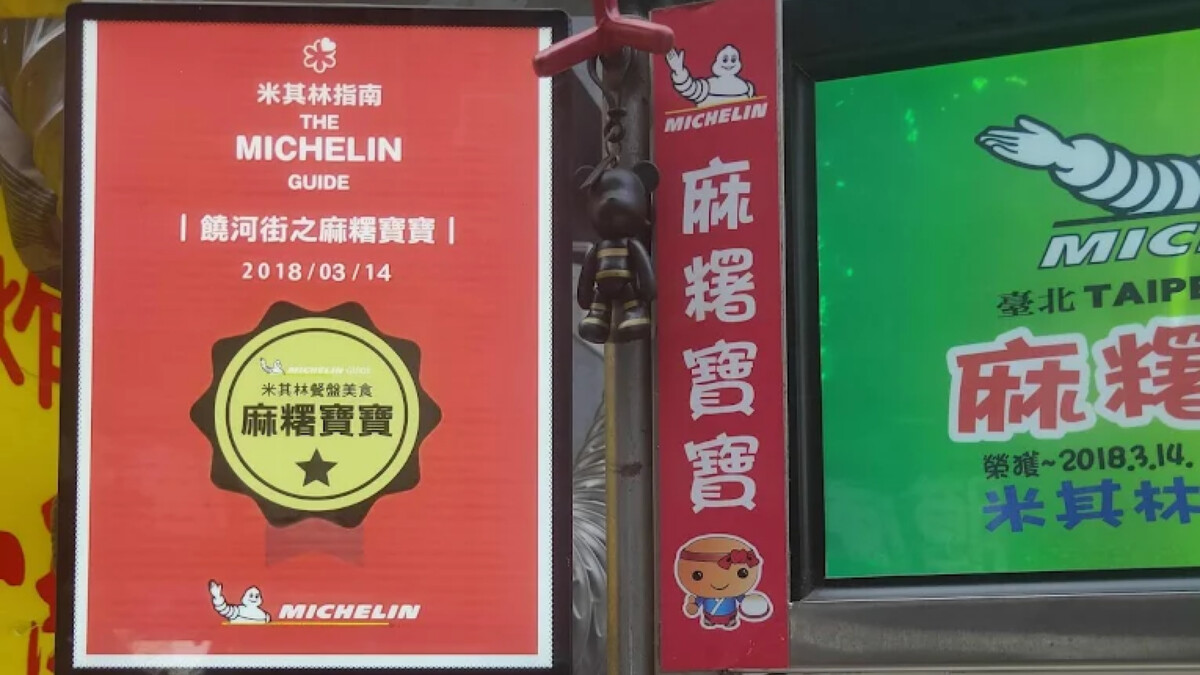 米其林指南
THE
MICHELIN
GUIDE
| 饒河街之麻糬寶寶 |
2018/03/14
MICHELIN GUIDE
米其林餐盤美食
麻糬寶寶
MICHELIN
MICHELIN
麻糬寶寶
MIC
臺北 TAIPE
麻糬
榮獲~2018.3.14.
米其林